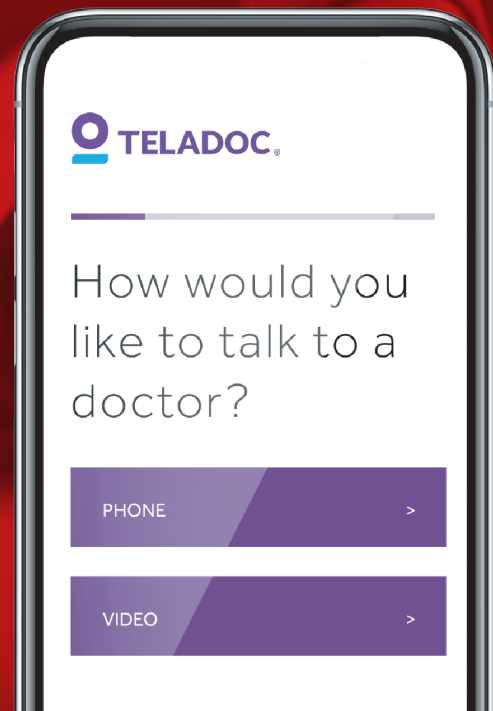 TELADOC®
How would you
like to talk to a
doctor?
PHONE >
VIDEO >